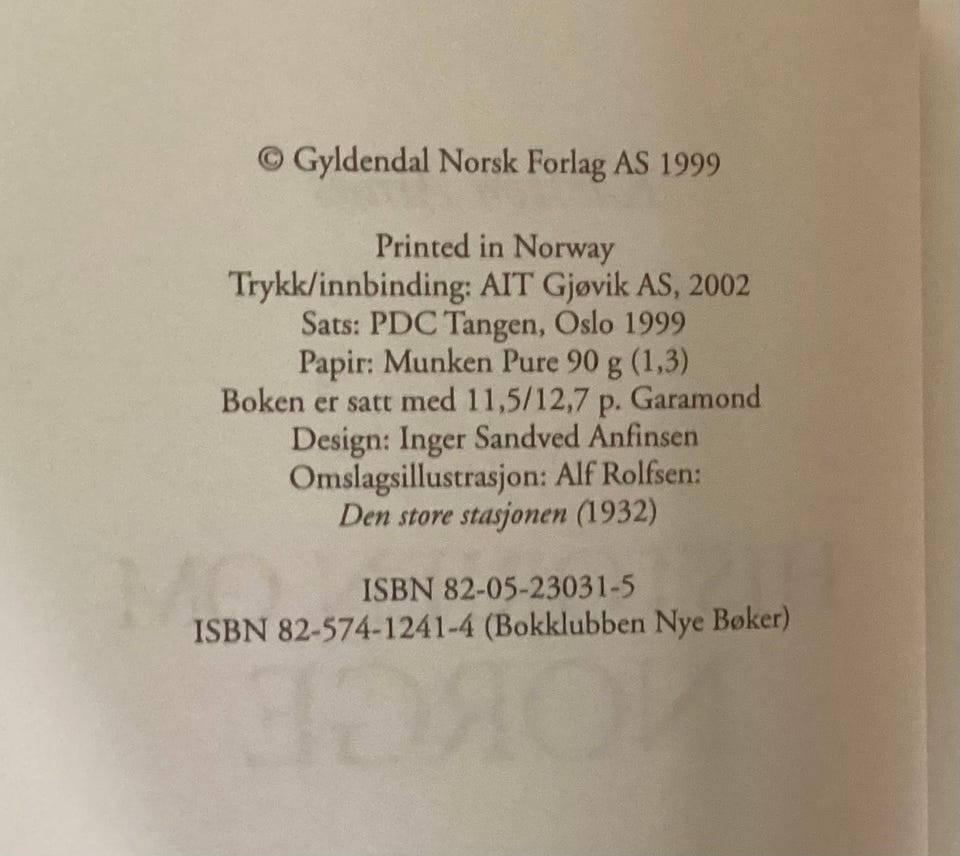 © Gyldendal Norsk Forlag AS 1999
Printed in Norway
Trykk/innbinding: AIT Gjøvik AS, 2002
Sats: PDC Tangen, Oslo 1999
Papir: Munken Pure 90 g (1,3)
Boken er satt med 11,5/12,7 p. Garamond
Design: Inger Sandved Anfinsen
Omslagsillustrasjon: Alf Rolfsen:
Den store stasjonen (1932)
ISBN 82-05-23031-5
ISBN 82-574-1241-4 (Bokklubben Nye Bøker)
NORGE